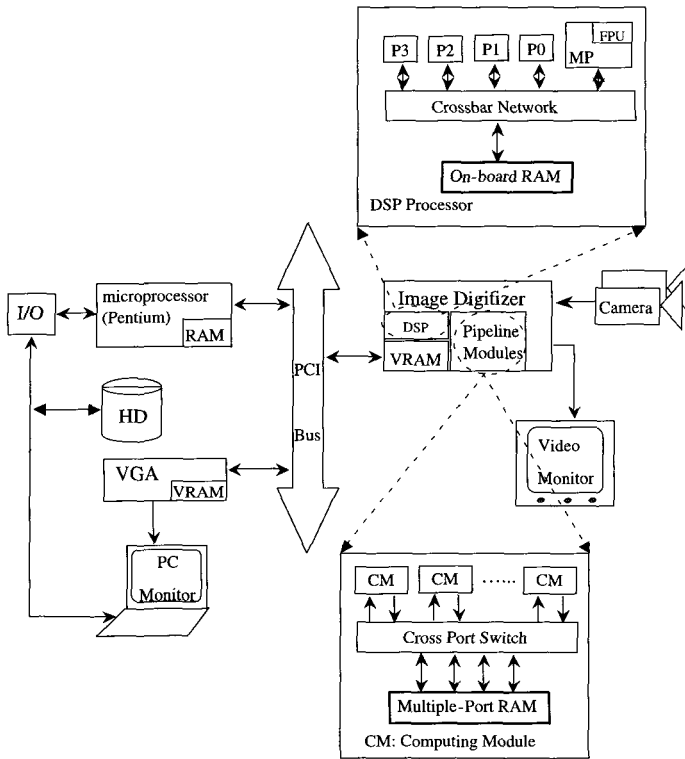 P3
P2
P1
P0
FPU
MP
Crossbar Network
On-board RAM
DSP Processor
I/O
microprocessor
(Pentium)
RAM
HD
VGA
VRAM
PC
Monitor
PCI
Bus
Image Digifizer
DSP
VRAM
Pipeline
Modules
Camera
Video
Monitor
CM
CM
......
CM
Cross Port Switch
Multiple-Port RAM
CM: Computing Module